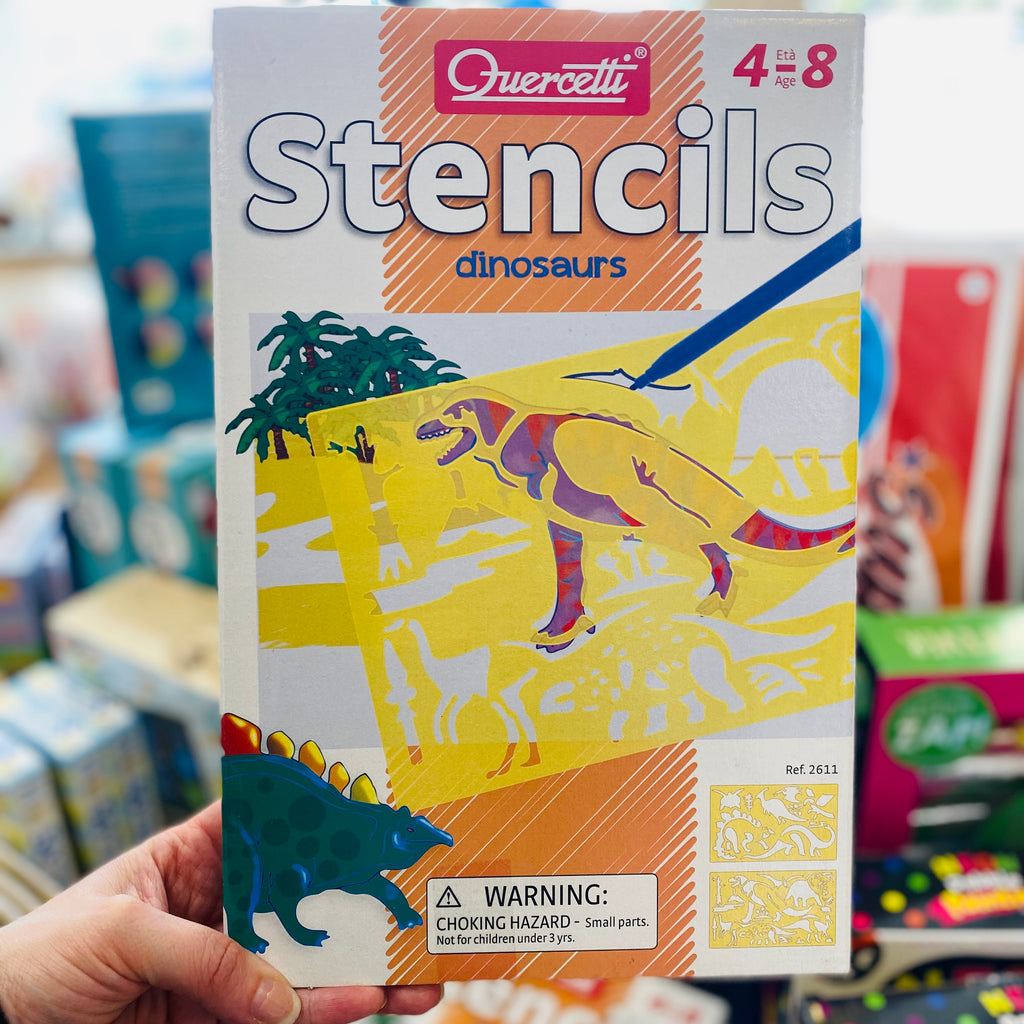 Quercetti®
4-8
Età
Age
Stencils
dinosaurs
Ref. 2611
WARNING:
CHOKING HAZARD - Small parts.
Not for children under 3 yrs.
ZAP!